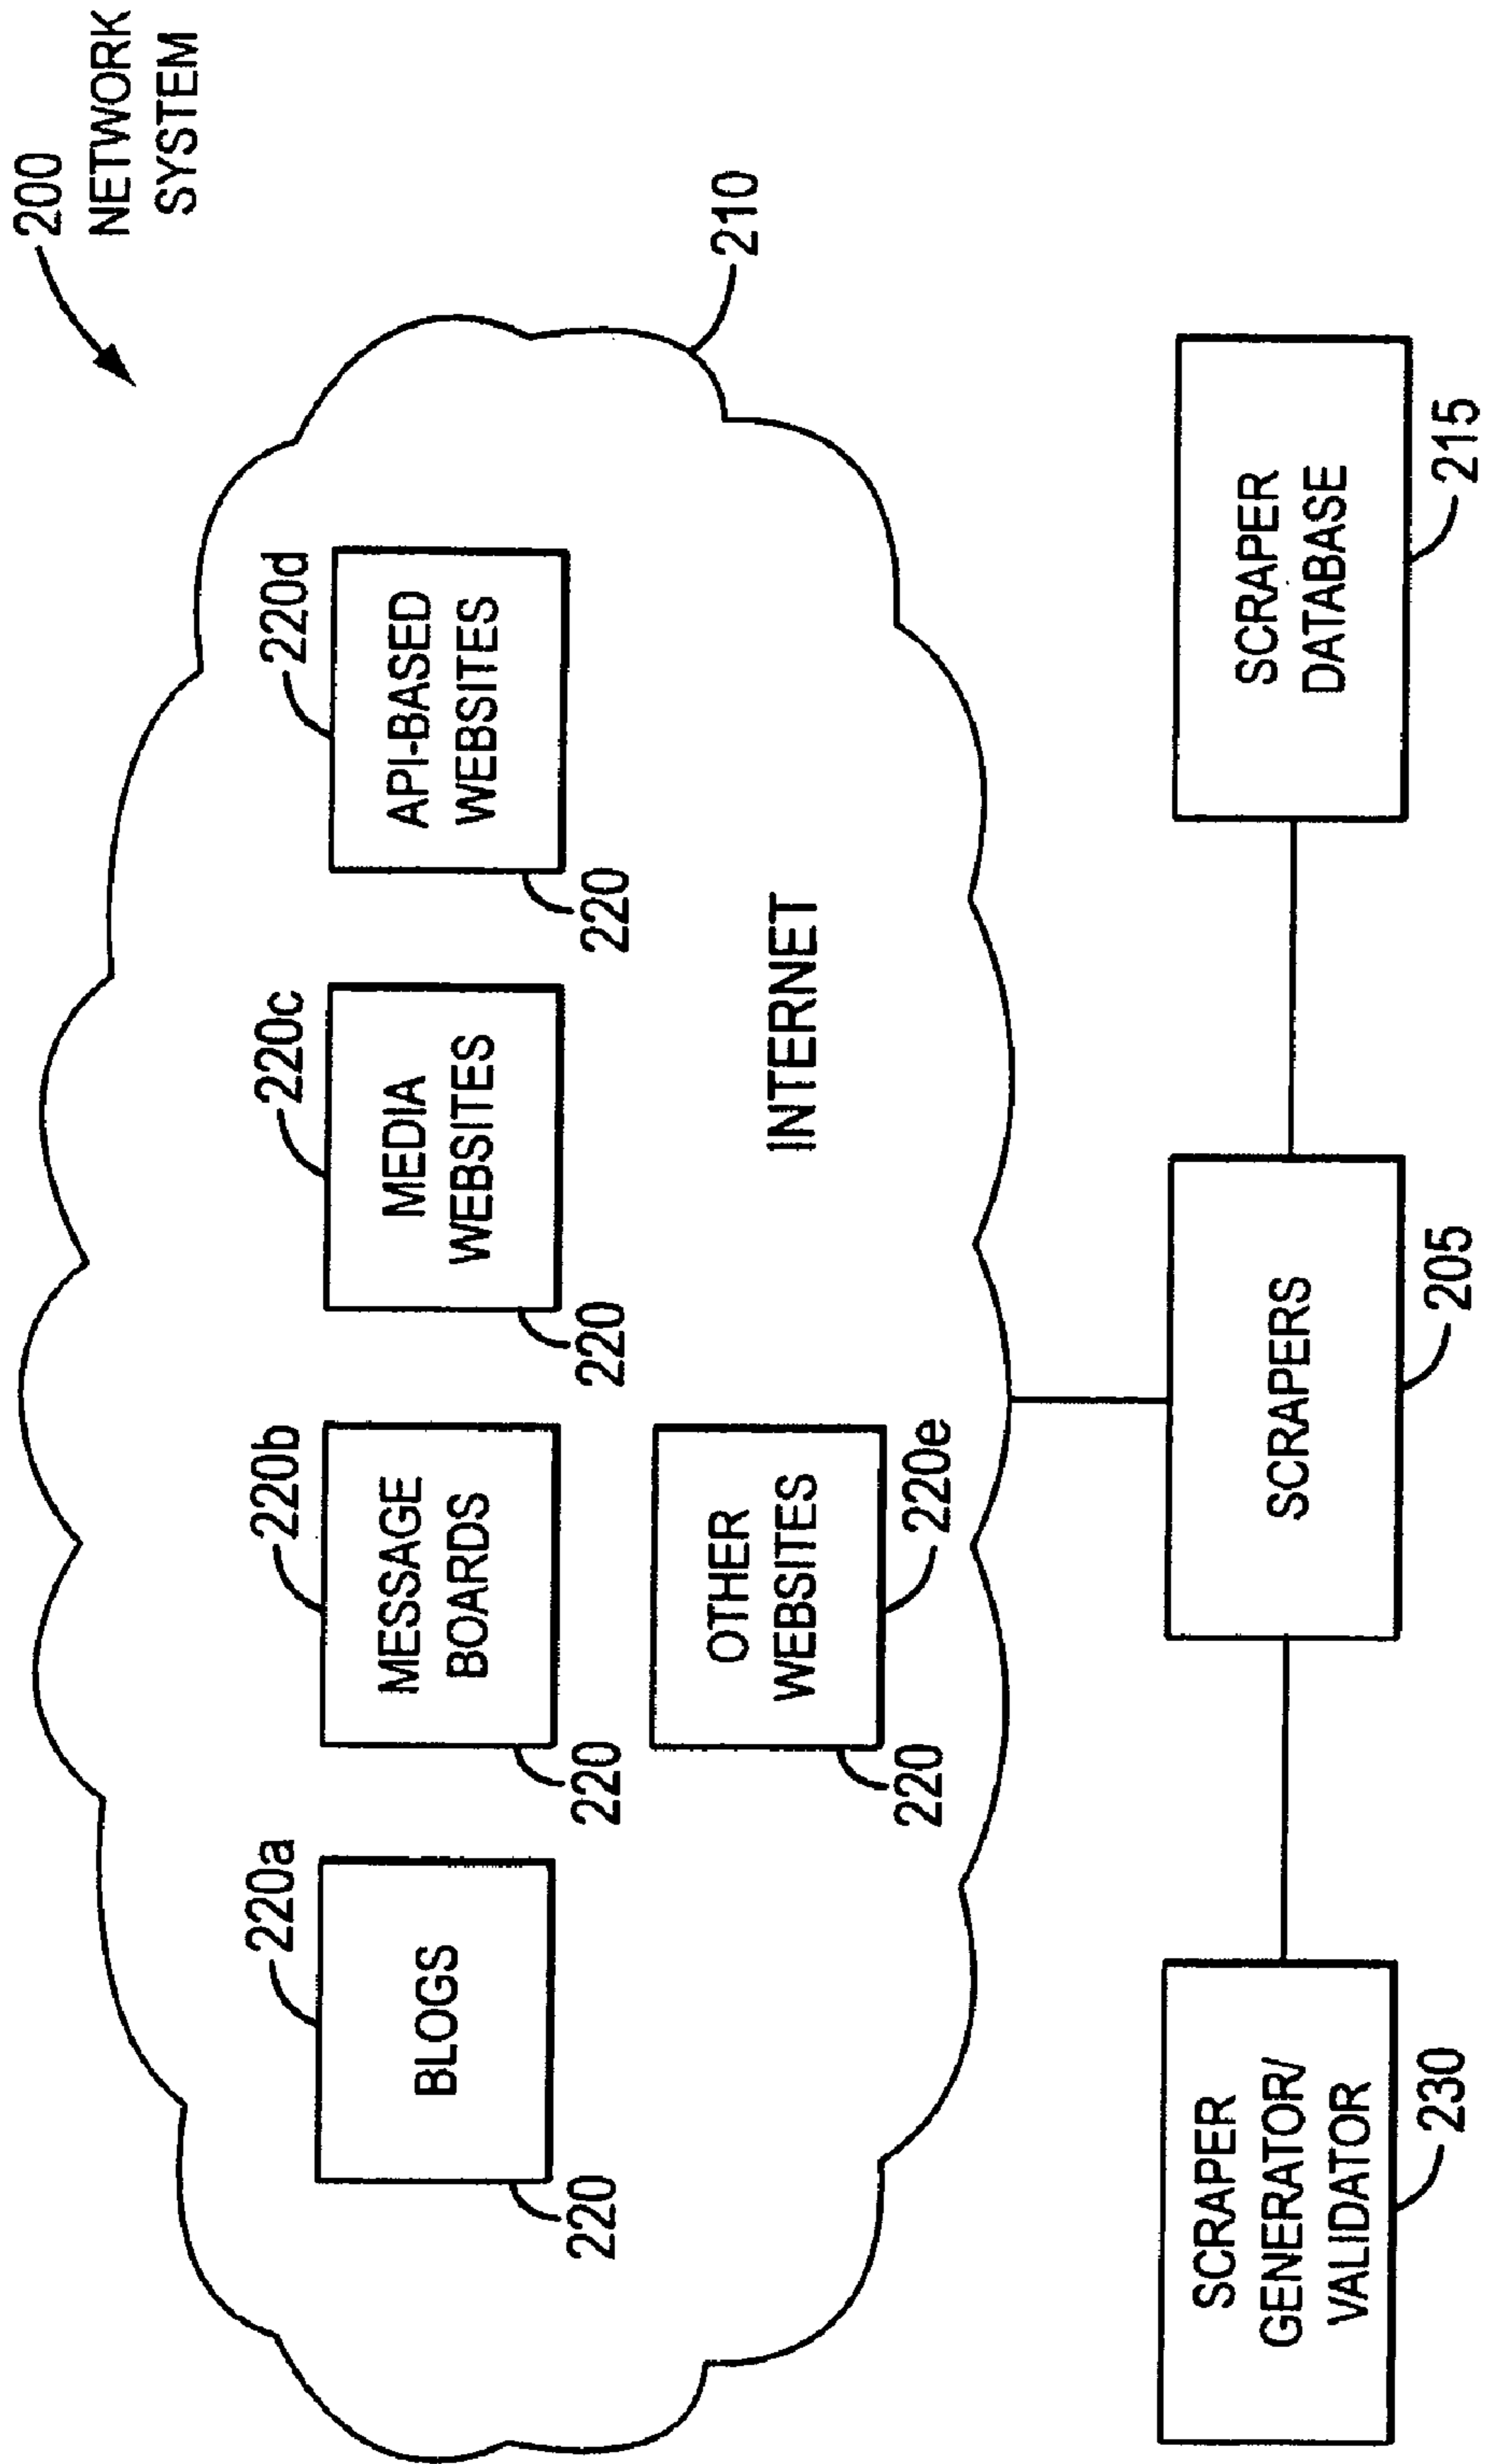 200
NETWORK
SYSTEM
210
220a
BLOGS
220
220b
MESSAGE
BOARDS
220
220c
MEDIA
WEBSITES
220
220d
API-BASED
WEBSITES
220
OTHER
WEBSITES
220e
220
INTERNET
SCRAPER
GENERATOR/
VALIDATOR
230
SCRAPERS
205
SCRAPER
DATABASE
215